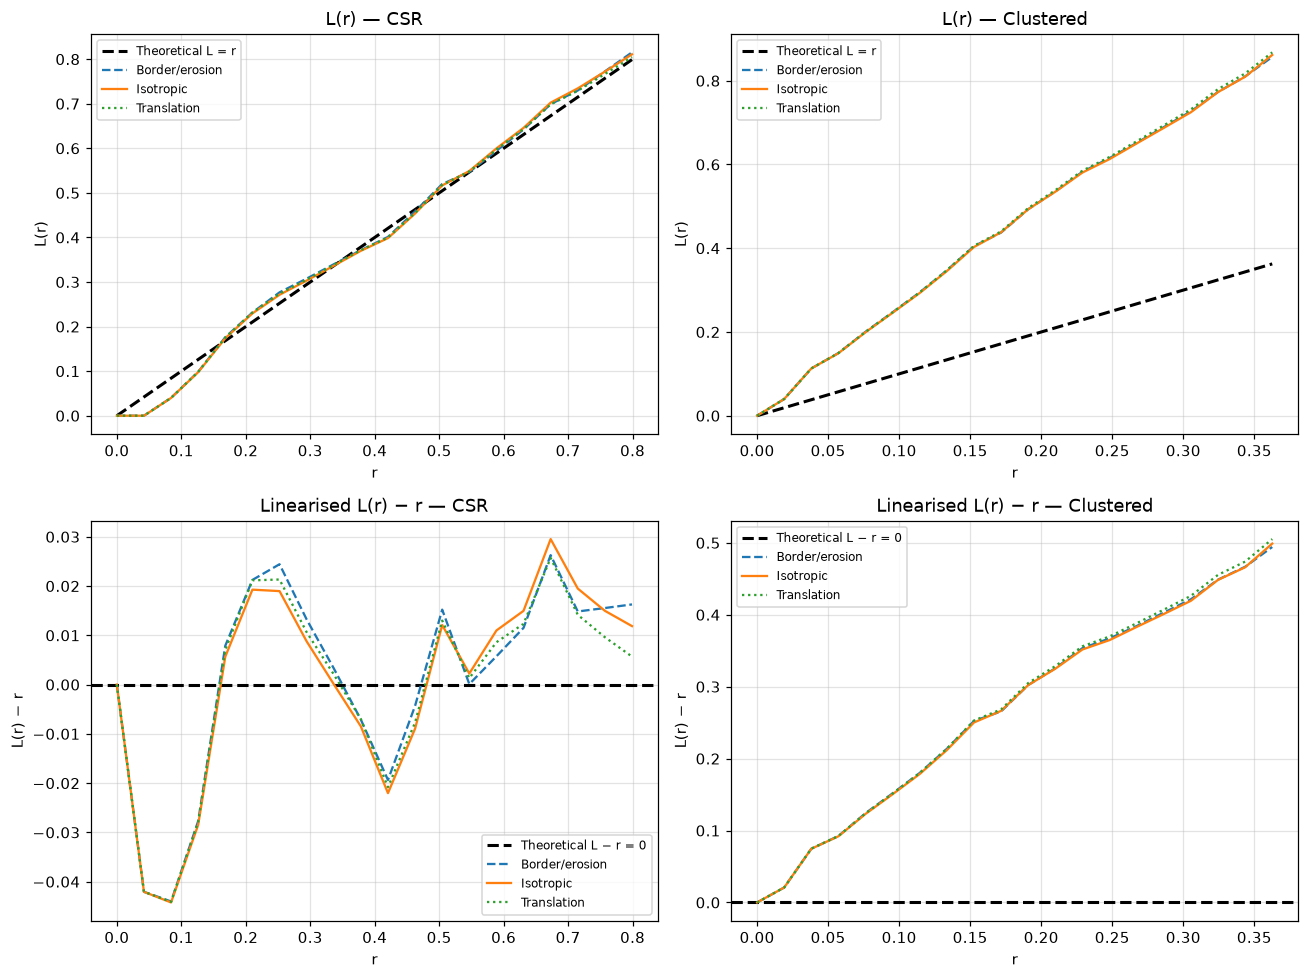 L(r) — CSR
Theoretical L = r
Border/erosion
Isotropic
Translation
L(r)
0.8
0.7
0.6
0.5
0.4
0.3
0.2
0.1
0.0
0.0 0.1 0.2 0.3 0.4 0.5 0.6 0.7 0.8
r
L(r) — Clustered
Theoretical L = r
Border/erosion
Isotropic
Translation
L(r)
0.8
0.6
0.4
0.2
0.0
0.00 0.05 0.10 0.15 0.20 0.25 0.30 0.35
r
Linearised L(r) − r — CSR
L(r) − r
0.03
0.02
0.01
0.00
−0.01
−0.02
−0.03
−0.04
Theoretical L − r = 0
Border/erosion
Isotropic
Translation
0.0 0.1 0.2 0.3 0.4 0.5 0.6 0.7 0.8
r
Linearised L(r) − r — Clustered
Theoretical L − r = 0
Border/erosion
Isotropic
Translation
L(r) − r
0.5
0.4
0.3
0.2
0.1
0.0
0.00 0.05 0.10 0.15 0.20 0.25 0.30 0.35
r